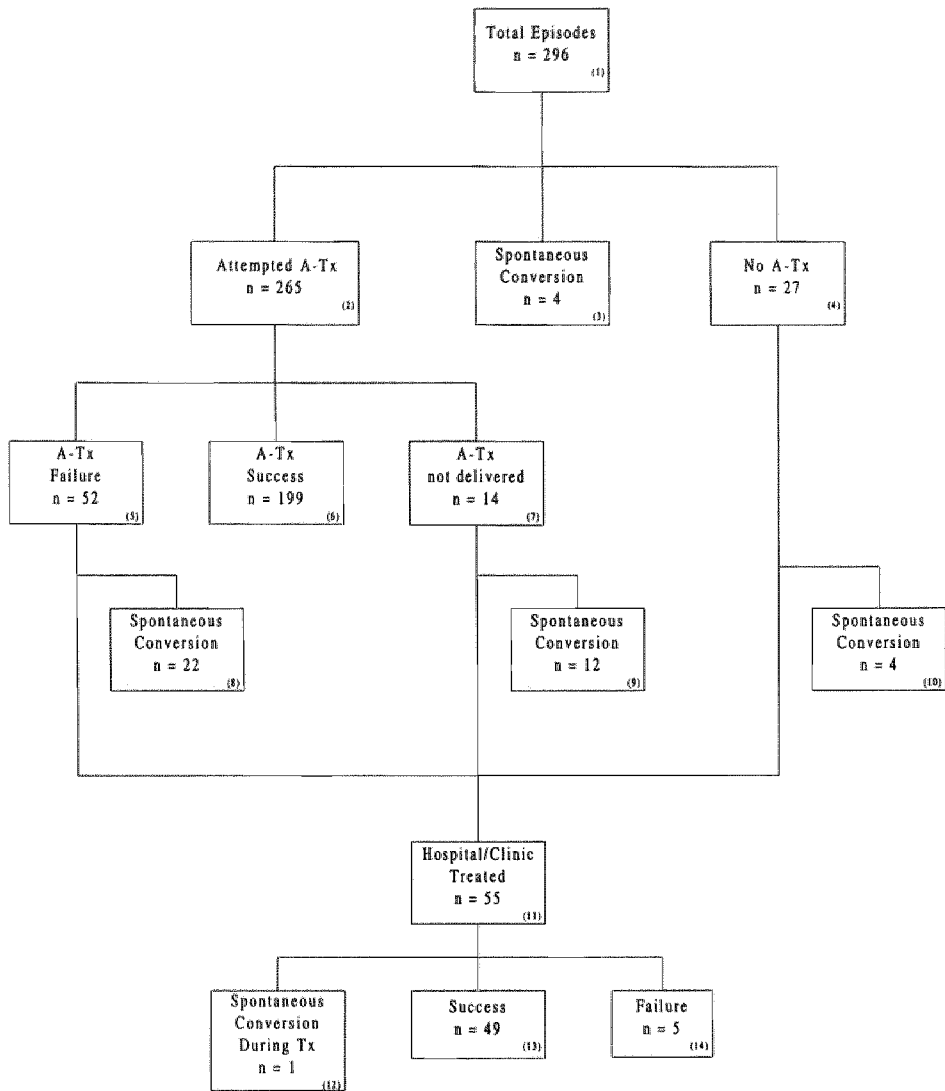 Total Episodes
n = 296
(1)
Attempted A-Tx
n = 265
(2)
Spontaneous
Conversion
n = 4
(3)
No A-Tx
n = 27
(4)
A-Tx
Failure
n = 52
(5)
A-Tx
Success
n = 199
(6)
A-Tx
not delivered
n = 14
(7)
Spontaneous
Conversion
n = 22
(8)
Spontaneous
Conversion
n = 12
(9)
Spontaneous
Conversion
n = 4
(10)
Hospital/Clinic
Treated
n = 55
(11)
Spontaneous
Conversion
During Tx
n = 1
(12)
Success
n = 49
(13)
Failure
n = 5
(14)